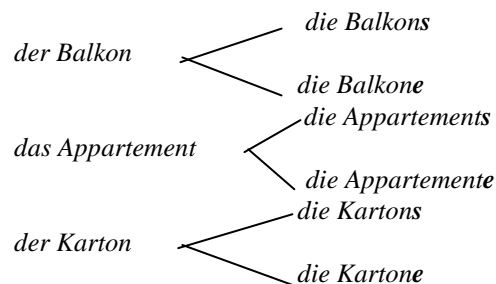 die Balkons
der Balkon
die Balkone
die Appartements
das Appartement
die Appartemente
die Kartons
der Karton
die Kartone